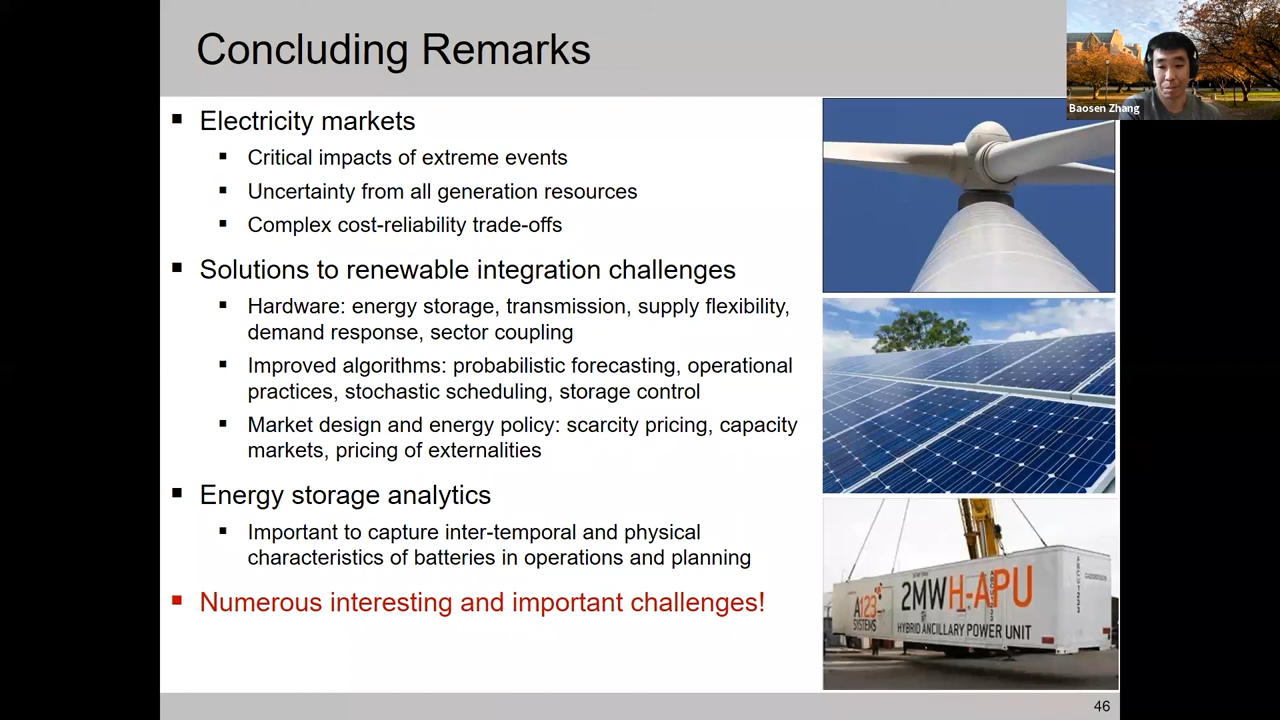 Concluding Remarks
Baosen Zhang
Electricity markets
Critical impacts of extreme events
Uncertainty from all generation resources
Complex cost-reliability trade-offs
Solutions to renewable integration challenges
Hardware: energy storage, transmission, supply flexibility,
demand response, sector coupling
Improved algorithms: probabilistic forecasting, operational
practices, stochastic scheduling, storage control
Market design and energy policy: scarcity pricing, capacity
markets, pricing of externalities
Energy storage analytics
Important to capture inter-temporal and physical
characteristics of batteries in operations and planning
Numerous interesting and important challenges!
A123
SYSTEMS
2MWH-APU
HYBRID ANCILLARY POWER UNIT
46